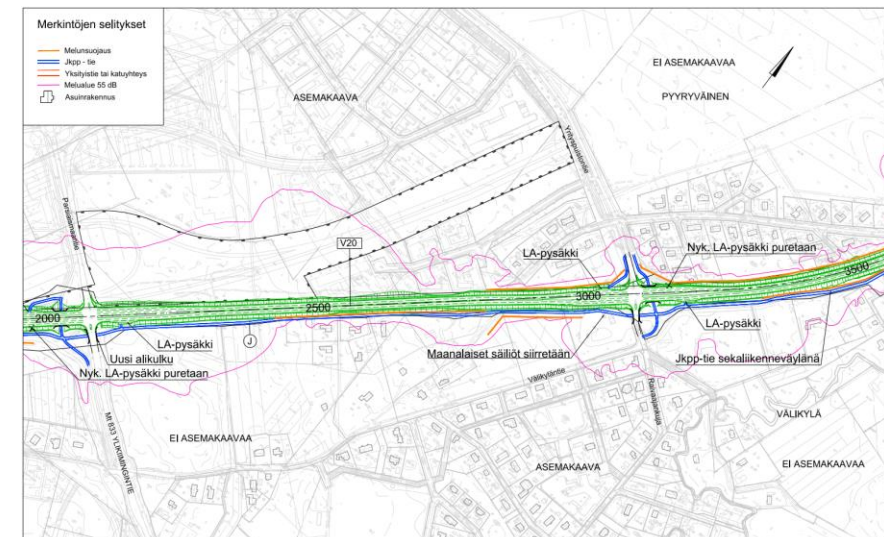 Merkintöjen selitykset
Melunsuojaus
Jkpp - tie
Yksityistie tai katuyhteys
Melualue 55 dB
Asuinrakennus
EI ASEMAKAAVAA
PYYRYVÄINEN
ASEMAKAAVA
Yrityspuistontie
V20
LA-pysäkki
Nyk. LA-pysäkki puretaan
2000
2500
3000
3500
LA-pysäkki
LA-pysäkki
J
Uusi alikulku
Maanalaiset säiliöt siirretään
Jkpp-tie sekaliikenneväylänä
Nyk. LA-pysäkki puretaan
Välikyläntie
Raivaajankuja
VÄLIKYLÄ
Mt 833 YLIKIIMINGINTIE
EI ASEMAKAAVAA
ASEMAKAAVA
EI ASEMAKAAVAA